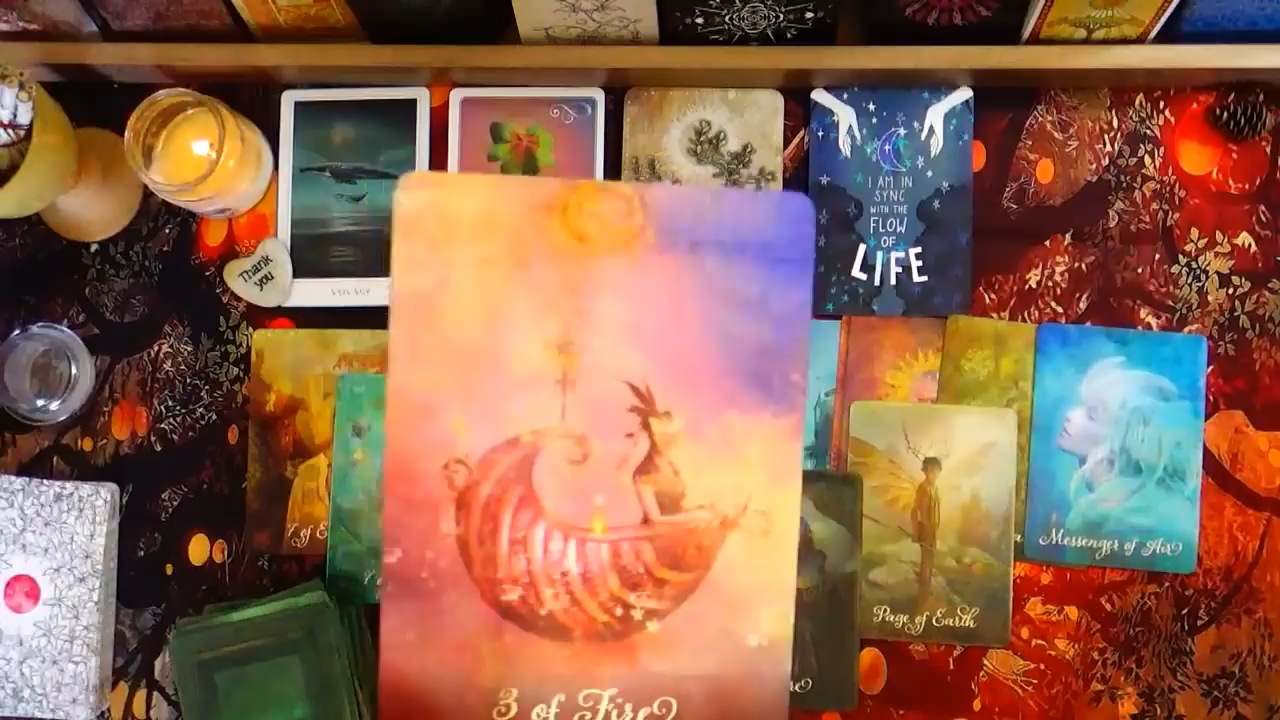 I AM IN
SYNC
WITH THE
FLOW
OF
LIFE
Thank
you
Messenger of Air
Page of Earth
3 of Fire